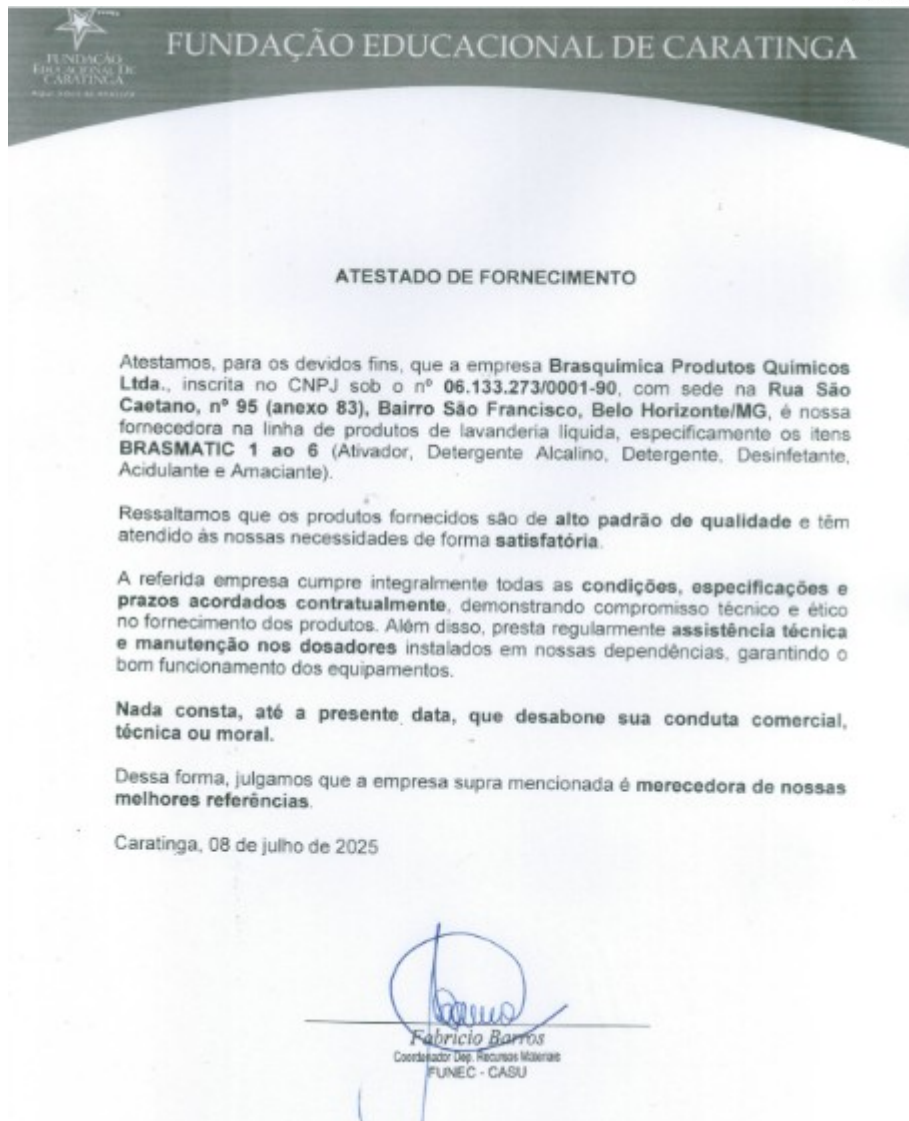 FUNDAÇÃO
EDUCACIONAL DE
CARATINGA
FUNDAÇÃO EDUCACIONAL DE CARATINGA
ATESTADO DE FORNECIMENTO
Atestamos, para os devidos fins, que a empresa Brasquímica Produtos Químicos
Ltda., inscrita no CNPJ sob o nº 06.133.273/0001-90, com sede na Rua São
Caetano, nº 95 (anexo 83), Bairro São Francisco, Belo Horizonte/MG, é nossa
fornecedora na linha de produtos de lavanderia líquida, especificamente os itens
BRASMATIC 1 ao 6 (Ativador, Detergente Alcalino, Detergente, Desinfetante,
Acidulante e Amaciante).
Ressaltamos que os produtos fornecidos são de alto padrão de qualidade e têm
atendido às nossas necessidades de forma satisfatória.
A referida empresa cumpre integralmente todas as condições, especificações e
prazos acordados contratualmente, demonstrando compromisso técnico e ético
no fornecimento dos produtos. Além disso, presta regularmente assistência técnica
e manutenção nos dosadores instalados em nossas dependências, garantindo o
bom funcionamento dos equipamentos.
Nada consta, até a presente data, que desabone sua conduta comercial,
técnica ou moral.
Dessa forma, julgamos que a empresa supra mencionada é merecedora de nossas
melhores referências.
Caratinga, 08 de julho de 2025
Fabricio Barros
Coordenador Dep. Recursos Materiais
FUNEC - CASU